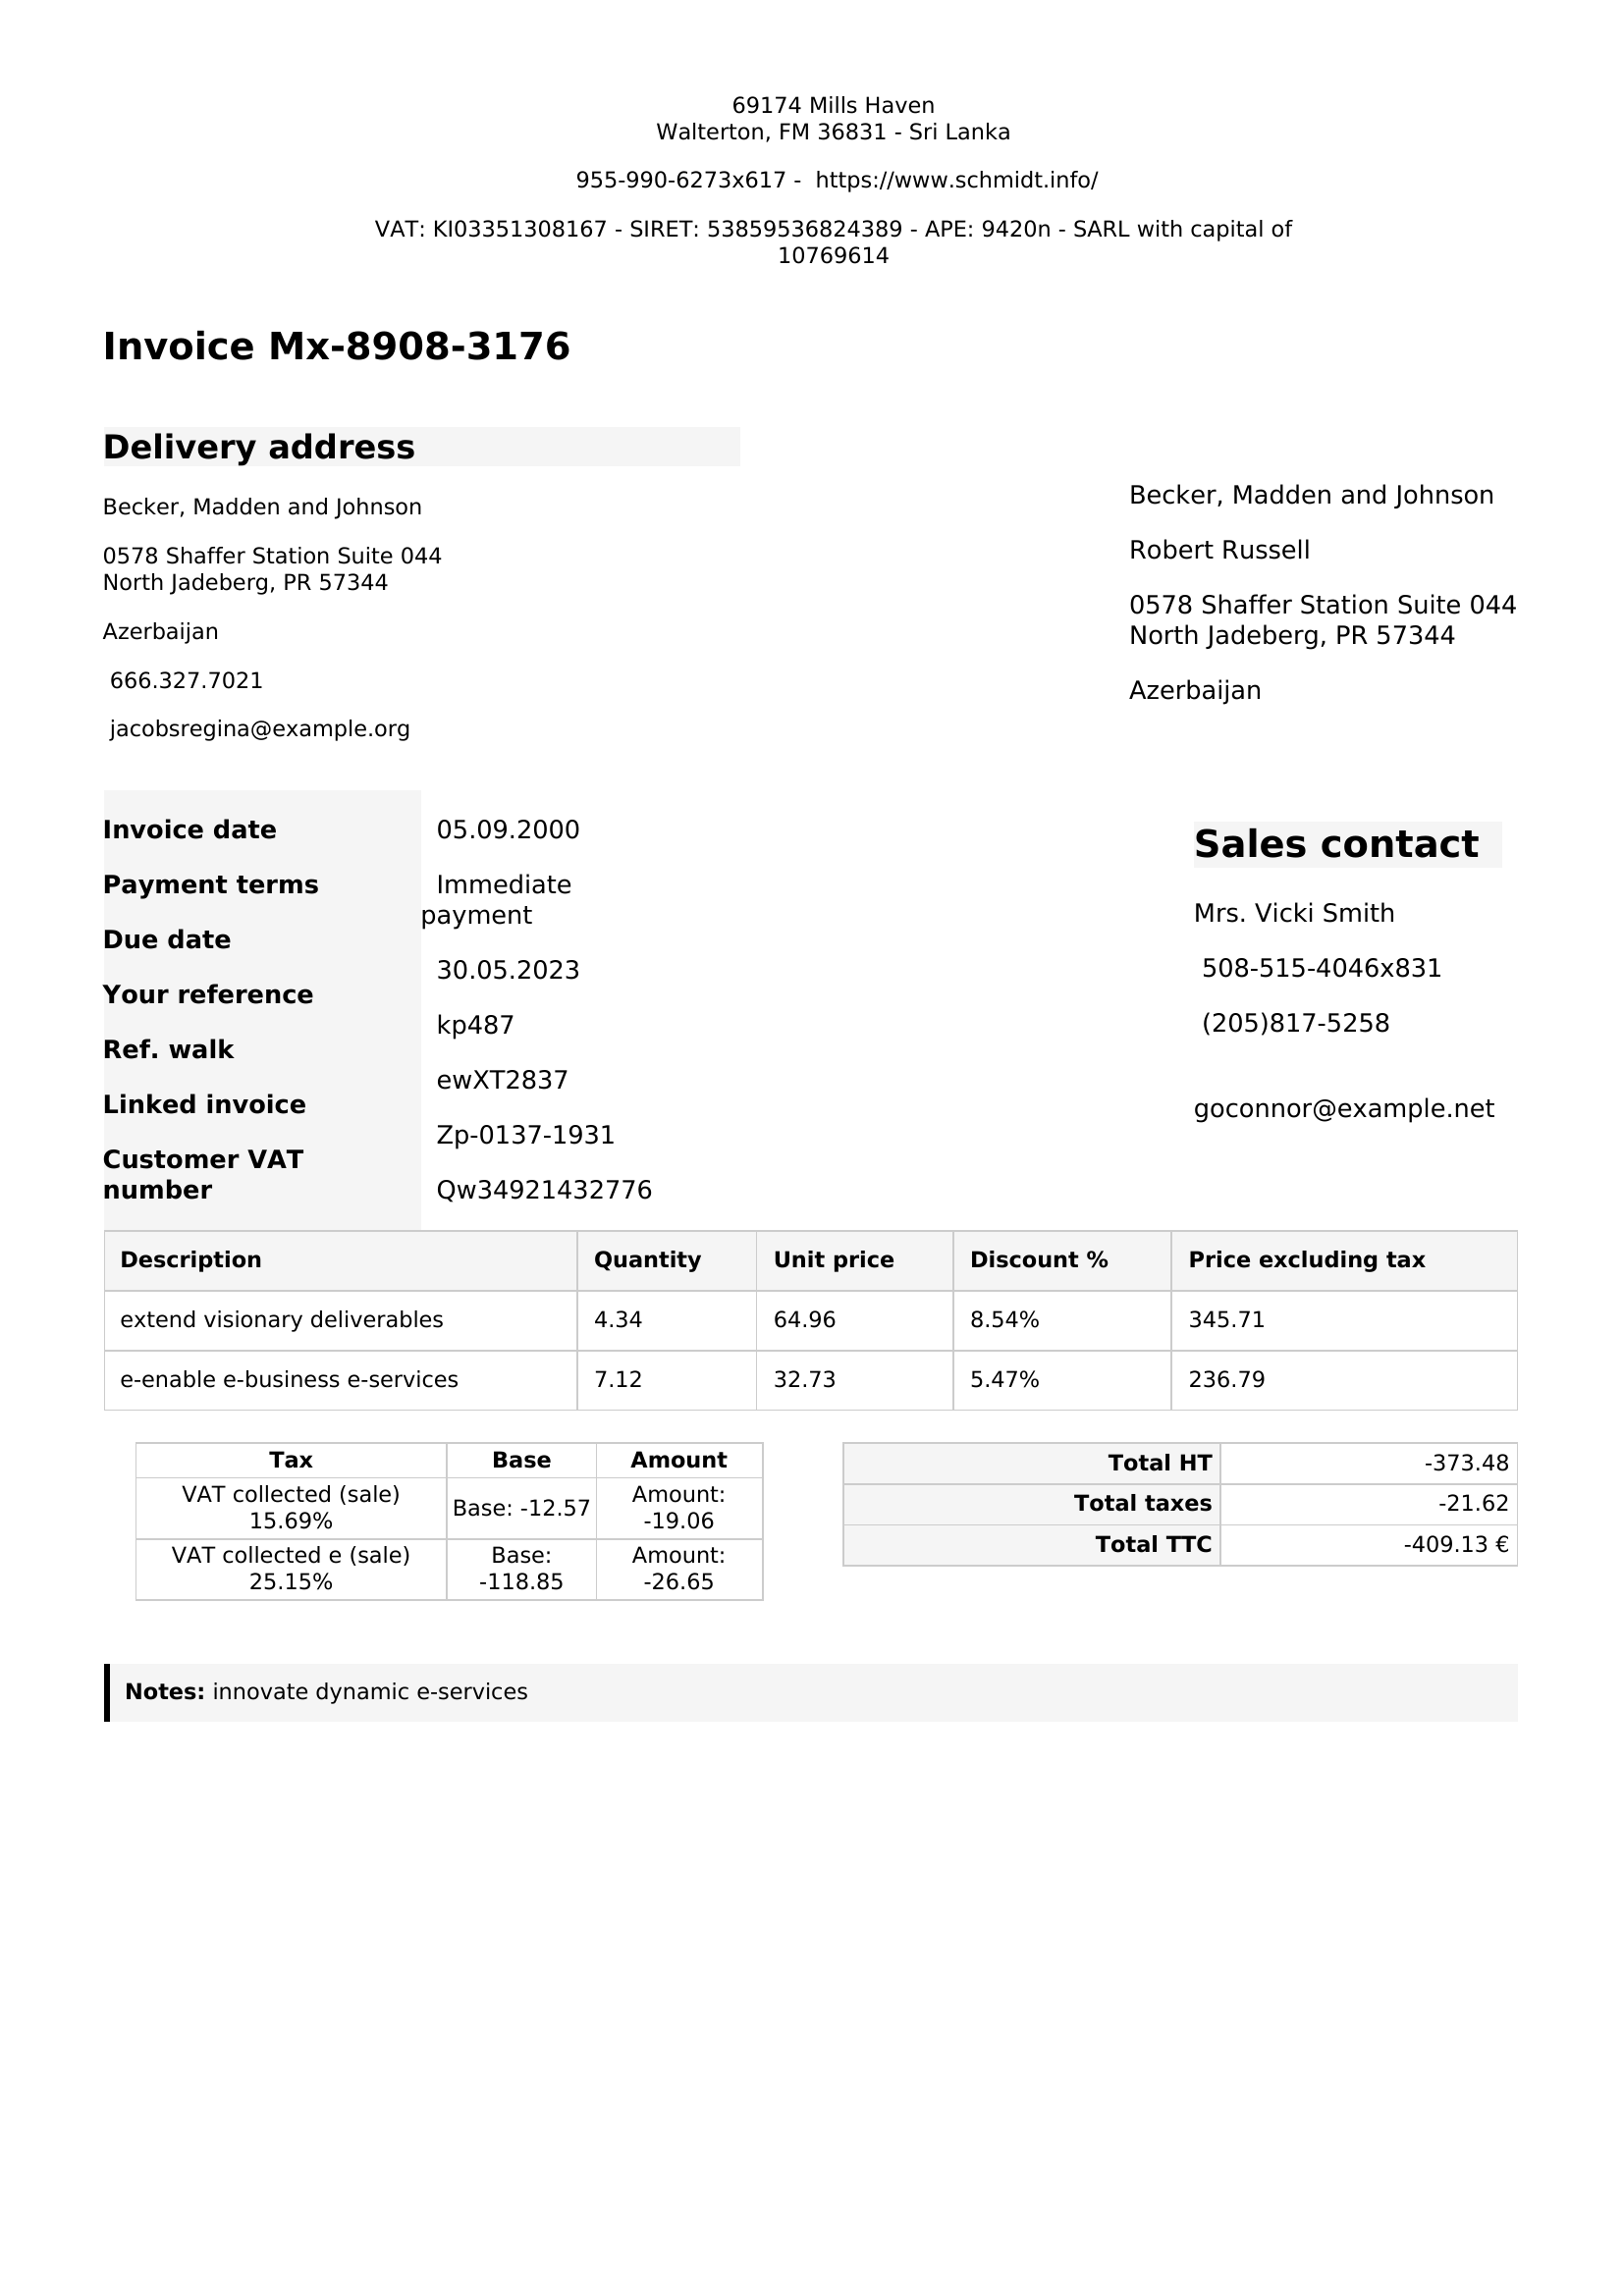 69174 Mills Haven
Walterton, FM 36831 - Sri Lanka
955-990-6273x617 -  https://www.schmidt.info/
VAT: KI03351308167 - SIRET: 53859536824389 - APE: 9420n - SARL with capital of
10769614
Invoice Mx-8908-3176
Delivery address
Becker, Madden and Johnson
0578 Shaffer Station Suite 044
North Jadeberg, PR 57344
Azerbaijan
666.327.7021
jacobsregina@example.org
Becker, Madden and Johnson
Robert Russell
0578 Shaffer Station Suite 044
North Jadeberg, PR 57344
Azerbaijan
Invoice date
Payment terms
Due date
Your reference
Ref. walk
Linked invoice
Customer VAT
number
05.09.2000
Immediate
payment
30.05.2023
kp487
ewXT2837
Zp-0137-1931
Qw34921432776
Sales contact
Mrs. Vicki Smith
508-515-4046x831
(205)817-5258
goconnor@example.net
Description Quantity Unit price Discount % Price excluding tax
extend visionary deliverables 4.34 64.96 8.54% 345.71
e-enable e-business e-services 7.12 32.73 5.47% 236.79
Tax Base Amount
VAT collected (sale)
15.69%
Base: -12.57
Amount:
-19.06
VAT collected e (sale)
25.15%
Base:
-118.85
Amount:
-26.65
Total HT -373.48
Total taxes -21.62
Total TTC -409.13 €
Notes: innovate dynamic e-services